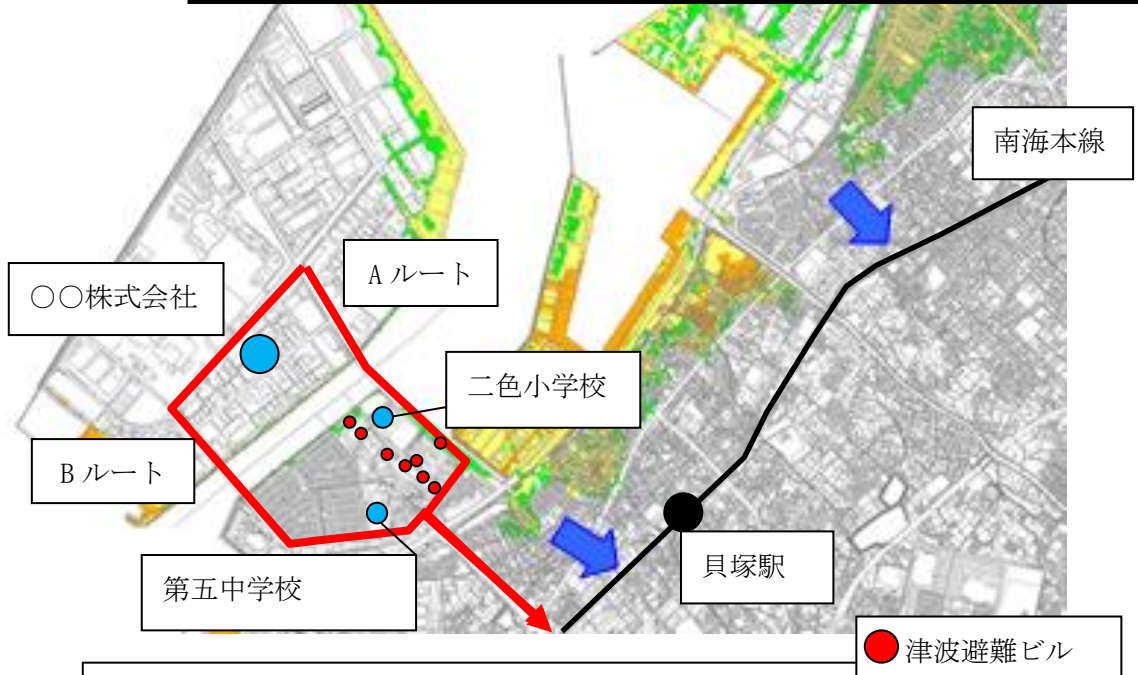 南海本線
Aルート
○○株式会社
二色小学校
Bルート
貝塚駅
第五中学校
津波避難ビル